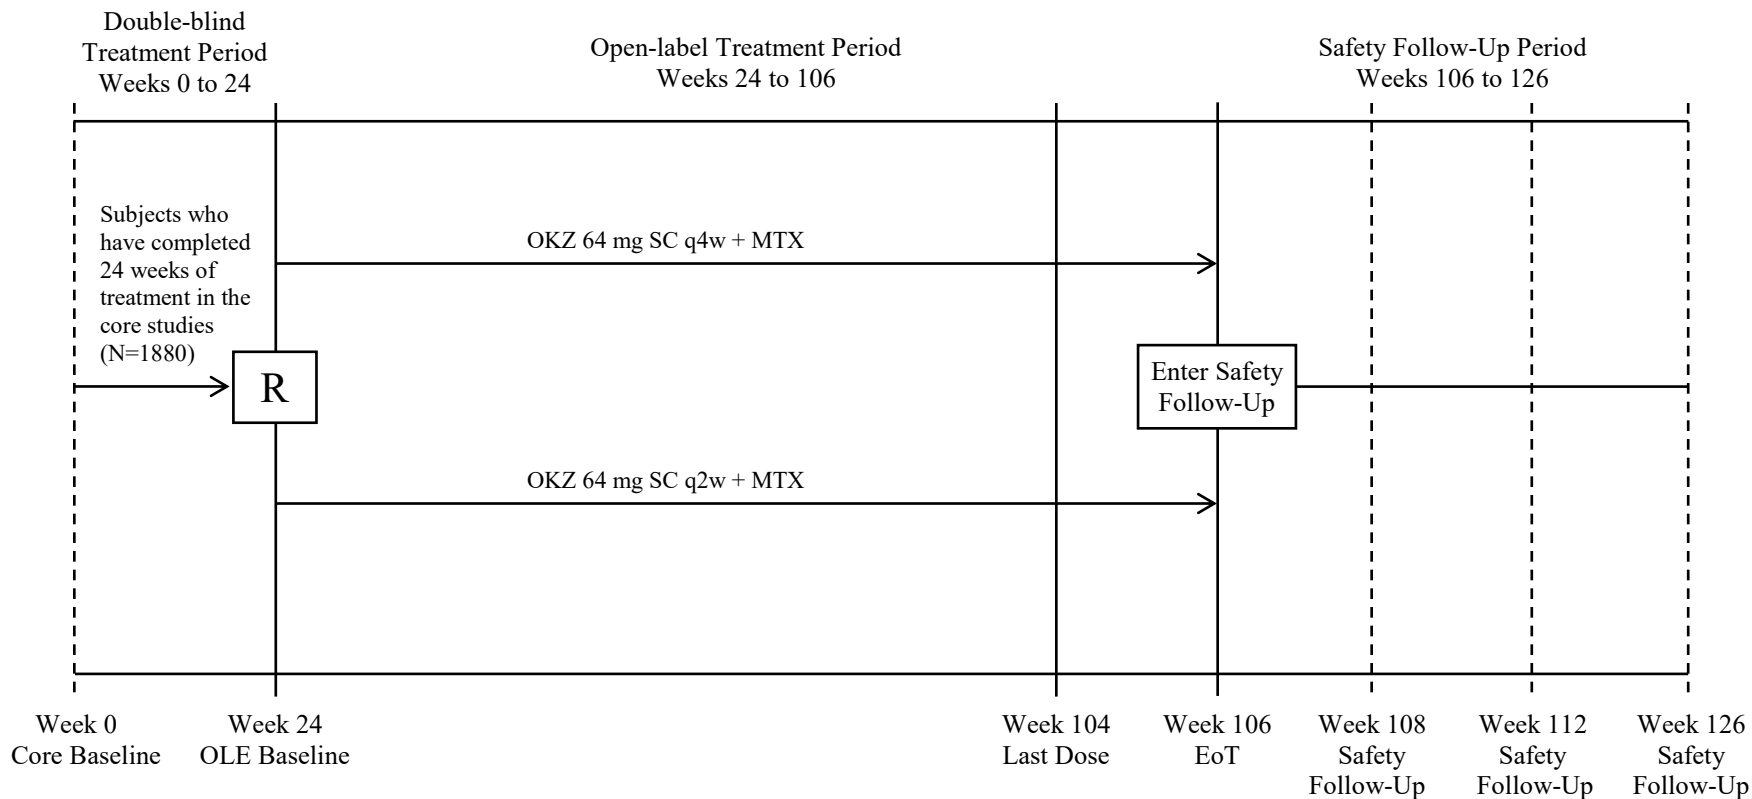 Double-blind
Treatment Period
Weeks 0 to 24
Open-label Treatment Period
Weeks 24 to 106
Safety Follow-Up Period
Weeks 106 to 126
Subjects who
have completed
24 weeks of
treatment in the
core studies
(N=1880)
R
OKZ 64 mg SC q4w + MTX
OKZ 64 mg SC q2w + MTX
Enter Safety
Follow-Up
Week 0
Core Baseline
Week 24
OLE Baseline
Week 104
Last Dose
Week 106
EoT
Week 108
Safety
Follow-Up
Week 112
Safety
Follow-Up
Week 126
Safety
Follow-Up